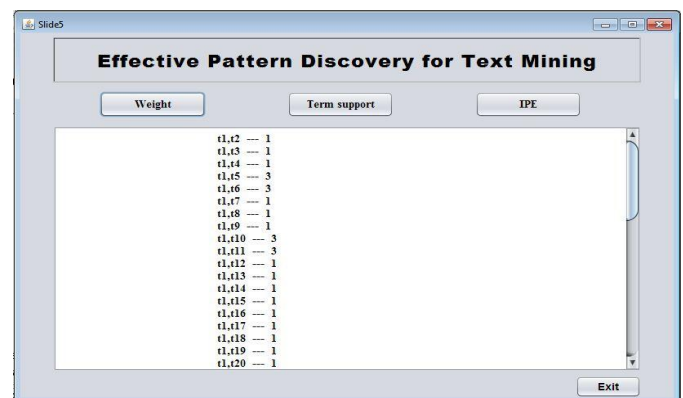 Slide5
Effective Pattern Discovery for Text Mining
Weight Term support IPE
t1,t2 --- 1
t1,t3 --- 1
t1,t4 --- 1
t1,t5 --- 3
t1,t6 --- 3
t1,t7 --- 1
t1,t8 --- 1
t1,t9 --- 1
t1,t10 --- 3
t1,t11 --- 3
t1,t12 --- 1
t1,t13 --- 1
t1,t14 --- 1
t1,t15 --- 1
t1,t16 --- 1
t1,t17 --- 1
t1,t18 --- 1
t1,t19 --- 1
t1,t20 --- 1
Exit